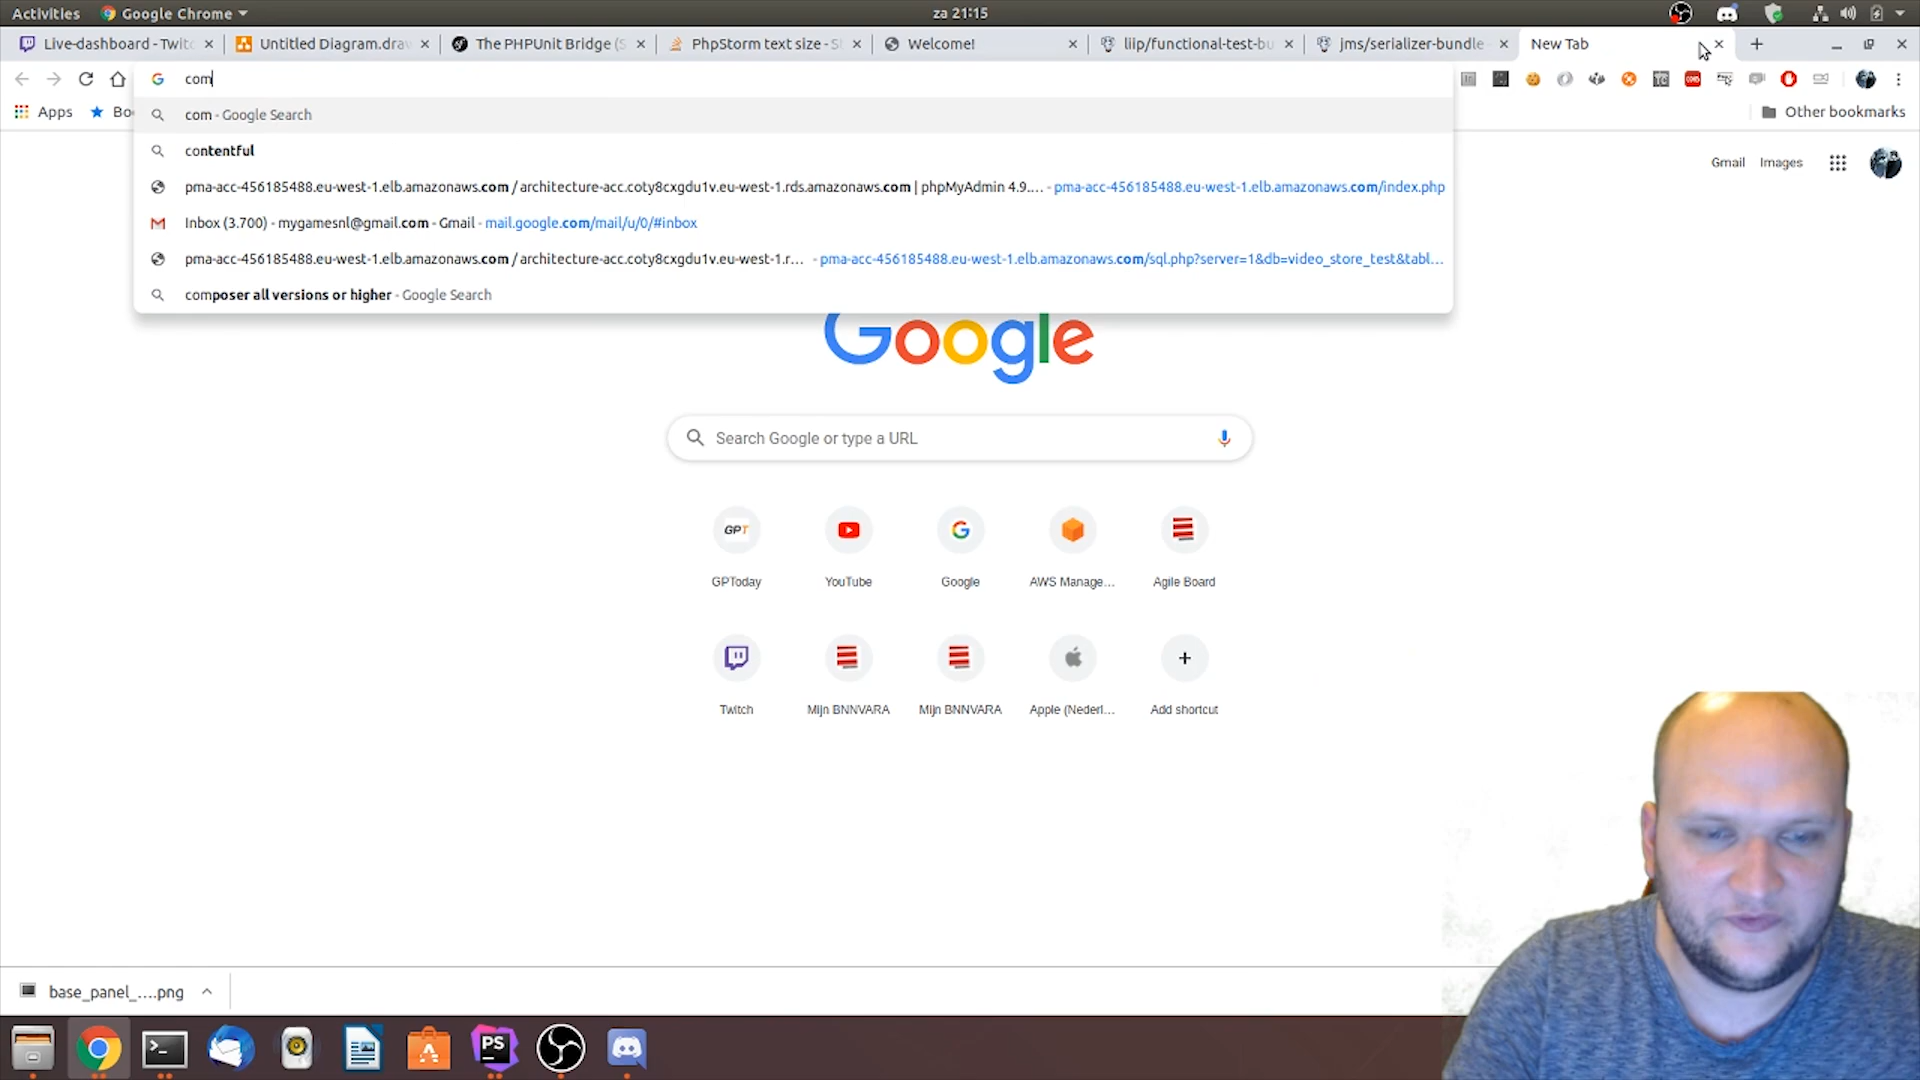 Activities Google Chrome za 21:15
Live-dashboard - Twitc Untitled Diagram.draw The PHPUnit Bridge (S PhpStorm text size - S Welcome! liip/functional-test-bu jms/serializer-bundle - New Tab
com
com - Google Search
Apps Bo Other bookmarks
contentful
Gmail Images
pma-acc-456185488.eu-west-1.elb.amazonaws.com / architecture-acc.coty8cxgdu1v.eu-west-1.rds.amazonaws.com | phpMyAdmin 4.9.... - pma-acc-456185488.eu-west-1.elb.amazonaws.com/index.php
Inbox (3.700) - mygamesnl@gmail.com - Gmail - mail.google.com/mail/u/0/#inbox
pma-acc-456185488.eu-west-1.elb.amazonaws.com / architecture-acc.coty8cxgdu1v.eu-west-1.r... - pma-acc-456185488.eu-west-1.elb.amazonaws.com/sql.php?server=1&db=video_store_test&tabl...
composer all versions or higher - Google Search
Google
Search Google or type a URL
GPT
GPToday YouTube Google AWS Manage... Agile Board
Twitch Mijn BNNVARA Mijn BNNVARA Apple (Nederl... Add shortcut
base_panel_....png
PS